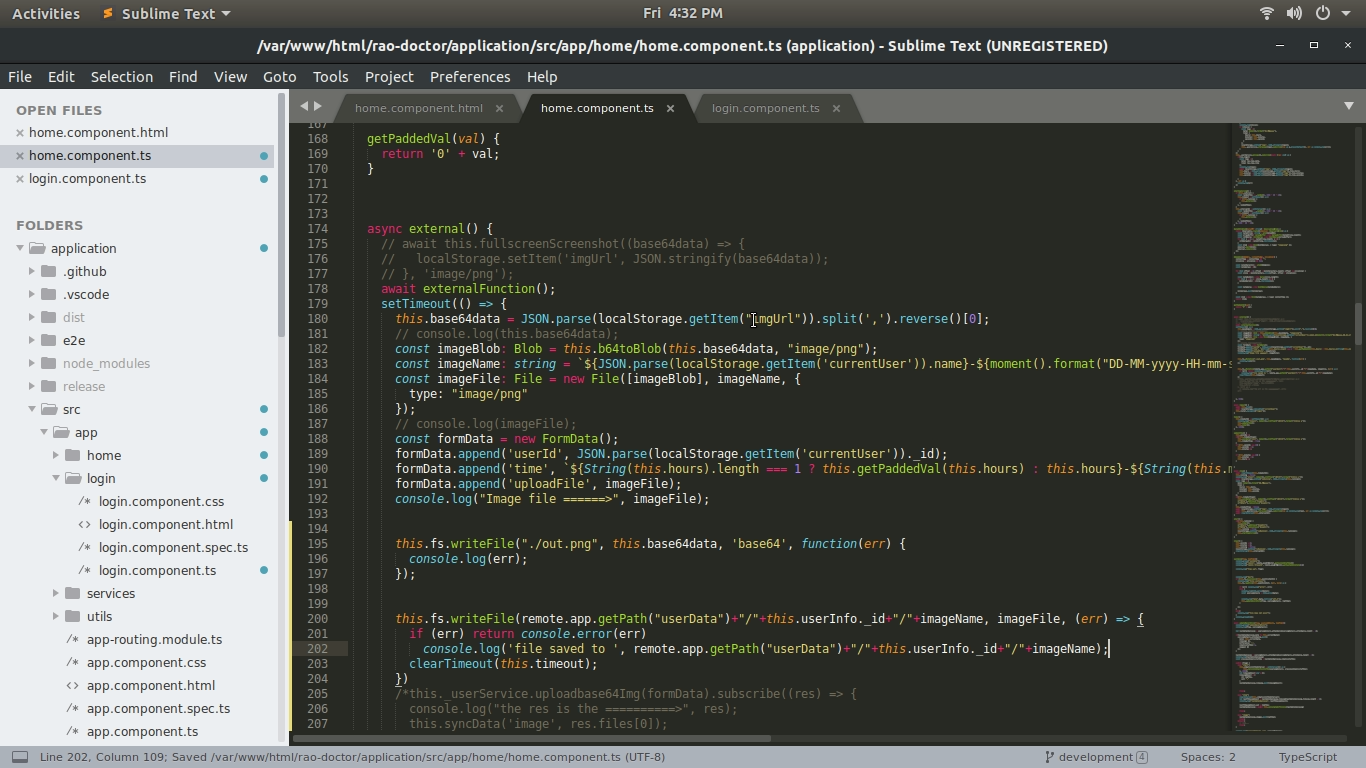 Activities Sublime Text Fri 4:32 PM
/var/www/html/rao-doctor/application/src/app/home/home.component.ts (application) - Sublime Text (UNREGISTERED)
File Edit Selection Find View Goto Tools Project Preferences Help
OPEN FILES
home.component.html
home.component.ts
login.component.ts
FOLDERS
application
.github
.vscode
dist
e2e
node_modules
release
src
app
home
login
login.component.css
login.component.html
login.component.spec.ts
login.component.ts
services
utils
app-routing.module.ts
app.component.css
app.component.html
app.component.spec.ts
app.component.ts
home.component.html home.component.ts login.component.ts
167
168 getPaddedVal(val) {
169 return '0' + val;
170 }
171
172
173
174 async external() {
175 // await this.fullscreenScreenshot((base64data) => {
176 //   localStorage.setItem('imgUrl', JSON.stringify(base64data));
177 // }, 'image/png');
178 await externalFunction();
179 setTimeout(() => {
180 this.base64data = JSON.parse(localStorage.getItem("imgUrl")).split(',').reverse()[0];
181 // console.log(this.base64data);
182 const imageBlob: Blob = this.b64toBlob(this.base64data, "image/png");
183 const imageName: string = `${JSON.parse(localStorage.getItem('currentUser')).name}-${moment().format("DD-MM-yyyy-HH-mm-s
184 const imageFile: File = new File([imageBlob], imageName, {
185 type: "image/png"
186 });
187 // console.log(imageFile);
188 const formData = new FormData();
189 formData.append('userId', JSON.parse(localStorage.getItem('currentUser'))._id);
190 formData.append('time', `${String(this.hours).length === 1 ? this.getPaddedVal(this.hours) : this.hours}-${String(this.m
191 formData.append('uploadFile', imageFile);
192 console.log("Image file ======>", imageFile);
193
194
195 this.fs.writeFile("./out.png", this.base64data, 'base64', function(err) {
196 console.log(err);
197 });
198
199
200 this.fs.writeFile(remote.app.getPath("userData")+"/"+this.userInfo._id+"/"+imageName, imageFile, (err) => {
201 if (err) return console.error(err)
202 console.log('file saved to ', remote.app.getPath("userData")+"/"+this.userInfo._id+"/"+imageName);
203 clearTimeout(this.timeout);
204 })
205 /*this._userService.uploadbase64Img(formData).subscribe((res) => {
206 console.log("the res is the ==========>", res);
207 this.syncData('image', res.files[0]);
Line 202, Column 109; Saved /var/www/html/rao-doctor/application/src/app/home/home.component.ts (UTF-8) development 4 Spaces: 2 TypeScript